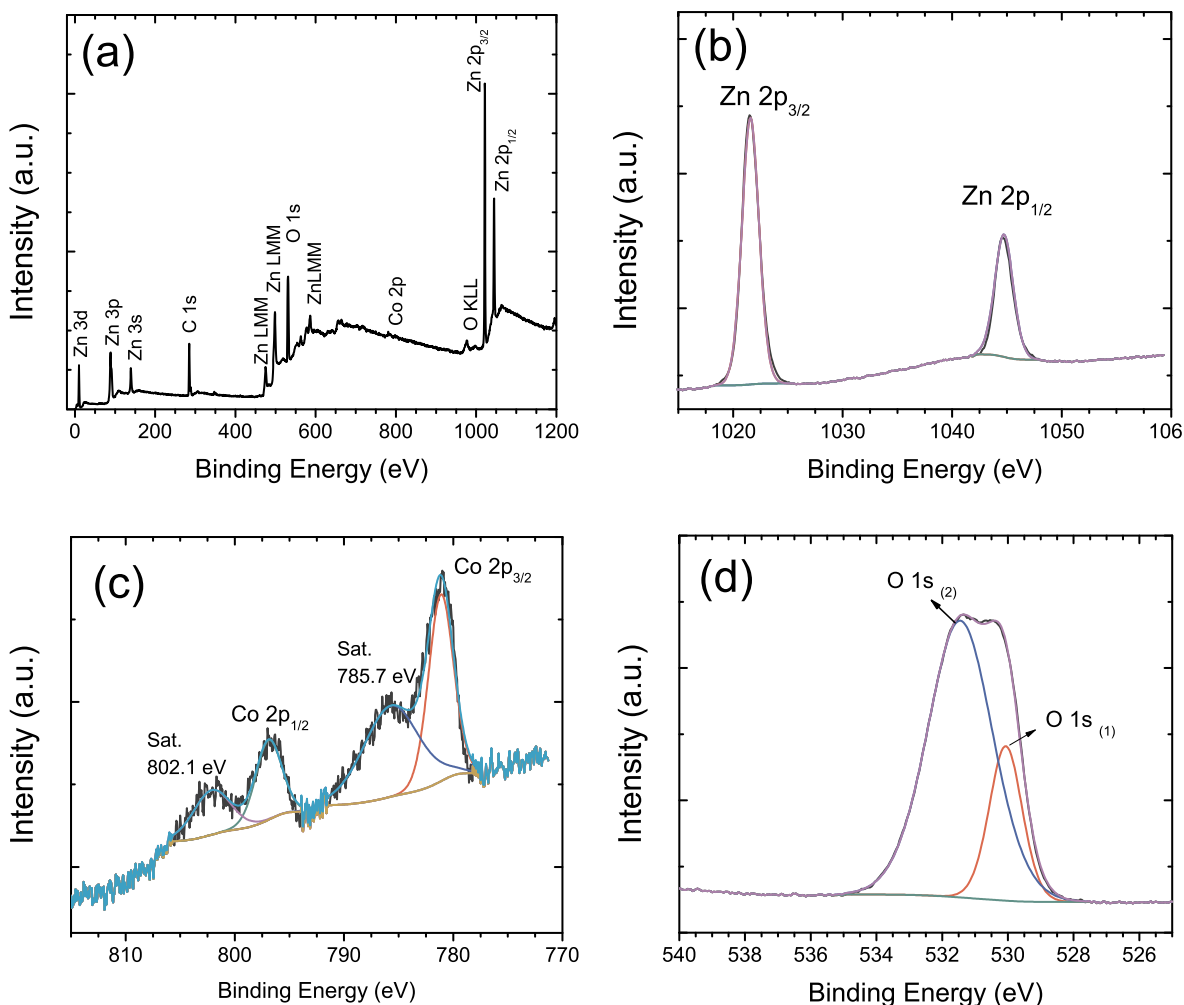 (a)
Zn 3d
Zn 3p
Zn 3s
C 1s
Zn LMM
Zn LMM
O 1s
ZnLMM
Co 2p
O KLL
Zn 2p3/2
Zn 2p1/2
Intensity (a.u.)
0 200 400 600 800 1000 1200
Binding Energy (eV)
(b)
Zn 2p3/2
Zn 2p1/2
Intensity (a.u.)
1020 1030 1040 1050 106
Binding Energy (eV)
(c)
Co 2p3/2
Sat.
785.7 eV
Co 2p1/2
Sat.
802.1 eV
Intensity (a.u.)
810 800 790 780 770
Binding Energy (eV)
(d)
O 1s (2)
O 1s (1)
Intensity (a.u.)
540 538 536 534 532 530 528 526
Binding Energy (eV)